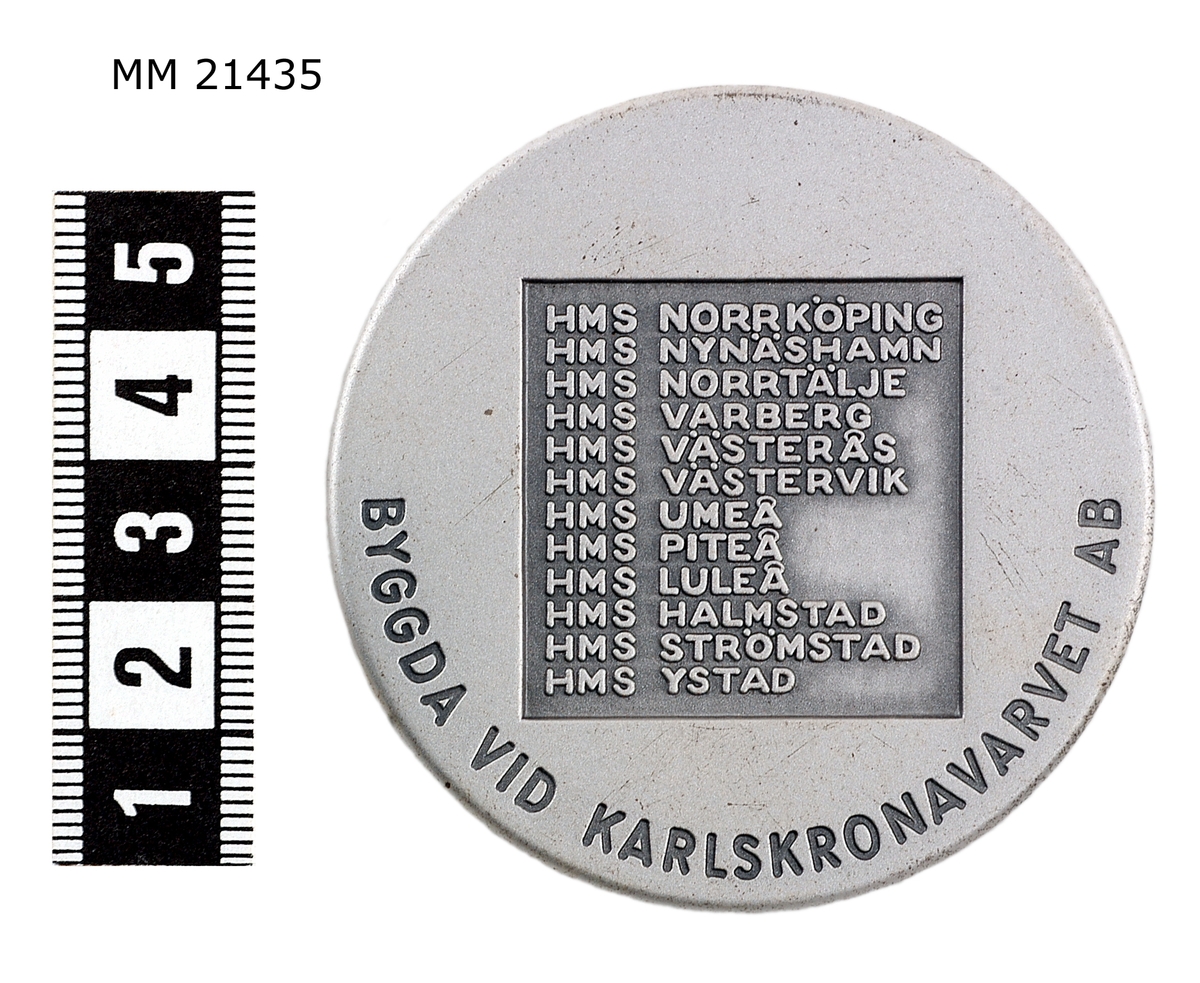 MM 21435
1 2 3 4 5
HMS NORRKÖPING
HMS NYNÄSHAMN
HMS NORRTÄLJE
HMS VARBERG
HMS VÄSTERÅS
HMS VÄSTERVIK
HMS UMEÅ
HMS PITEÅ
HMS LULEÅ
HMS HALMSTAD
HMS STRÖMSTAD
HMS YSTAD
BYGGDA VID KARLSKRONAVARVET AB